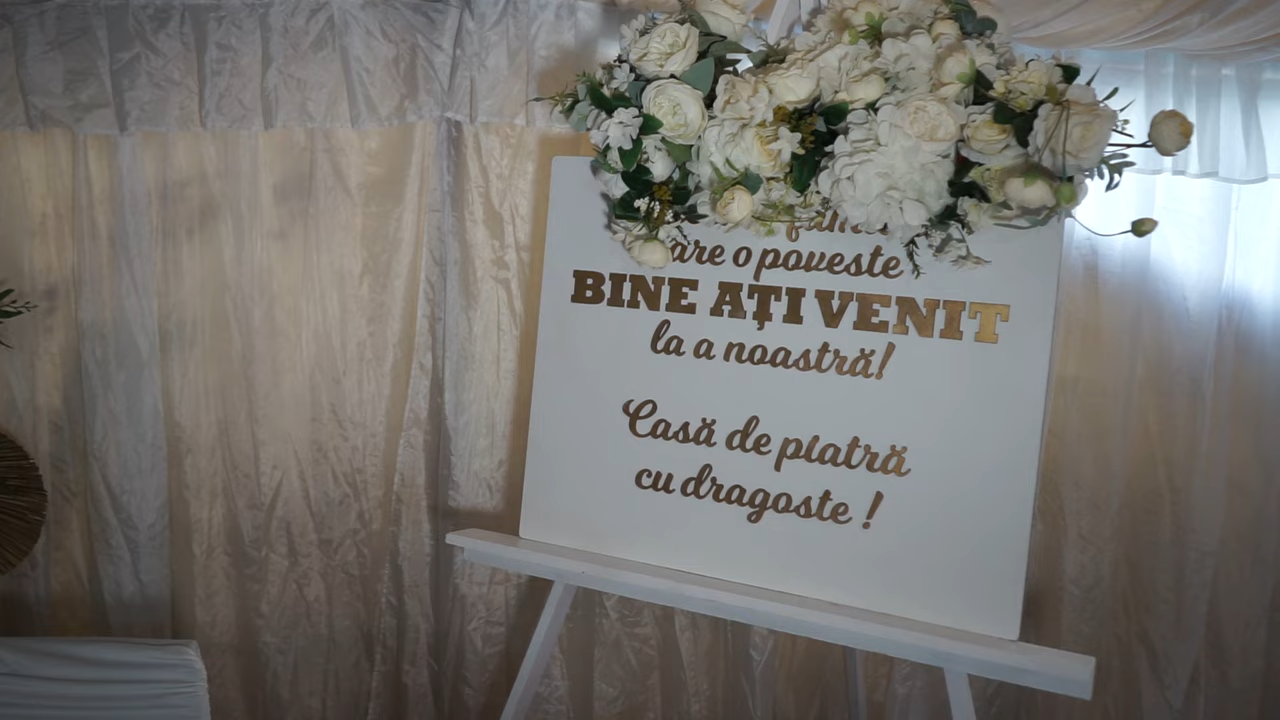 are o poveste
BINE AȚI VENIT
la a noastră!
Casă de piatră
cu dragoste !